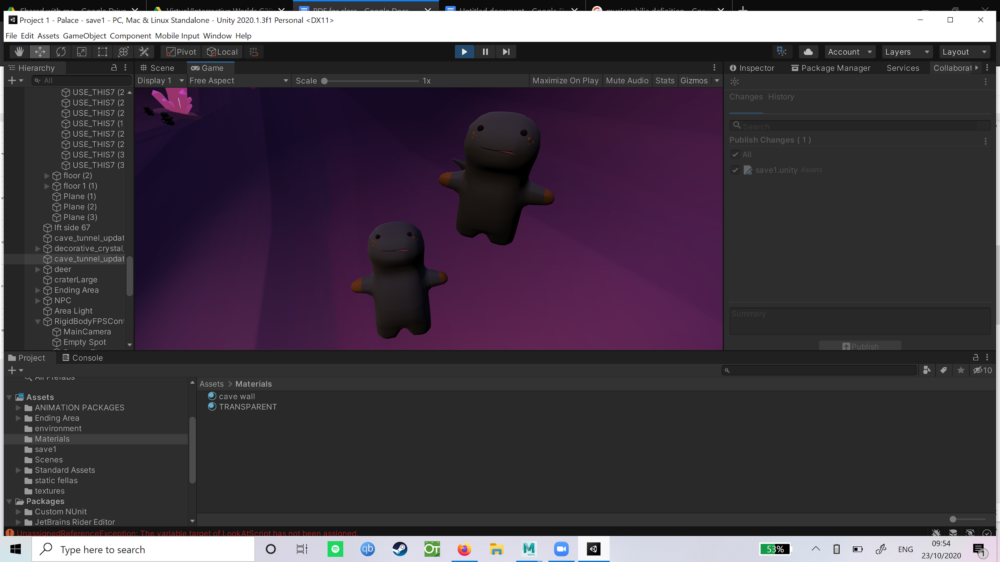 Shared with me - Google Drive
Virtual/Interractive Worlds G2P
PDF for class - Google Docs
Untitled document - Google D
musicophilia definition - Goog
Project 1 - Palace - save1 - PC, Mac & Linux Standalone - Unity 2020.1.3f1 Personal <DX11>
File Edit Assets GameObject Component Mobile Input Window Help
Pivot Local Account Layers Layout
Hierarchy Scene Game Inspector Package Manager Services Collaborat
All Display 1 Free Aspect Scale 1x Maximize On Play Mute Audio Stats Gizmos
USE_THIS7 (2
USE_THIS7 (2
USE_THIS7 (2
USE_THIS7 (1
USE_THIS7 (2
USE_THIS7 (2
USE_THIS7 (3
USE_THIS7 (3
floor (2)
floor 1 (1)
Plane (1)
Plane (2)
Plane (3)
lft side 67
cave_tunnel_updat
decorative_crystal_
cave_tunnel_updat
deer
craterLarge
Ending Area
NPC
Area Light
RigidBodyFPSCont
MainCamera
Empty Spot
Changes History
Search
Publish Changes ( 1 )
All
save1.unity Assets
Summary
Publish
Project Console
10
All Prefabs
Assets
ANIMATION PACKAGES
Ending Area
environment
Materials
save1
Scenes
Standard Assets
static fellas
textures
Packages
Custom NUnit
JetBrains Rider Editor
Assets > Materials
cave wall
TRANSPARENT
UnassignedReferenceException: The variable target of LookAtScript has not been assigned.
Type here to search
qb
OT
M
MAYA
53%
ENG
09:54
23/10/2020
1